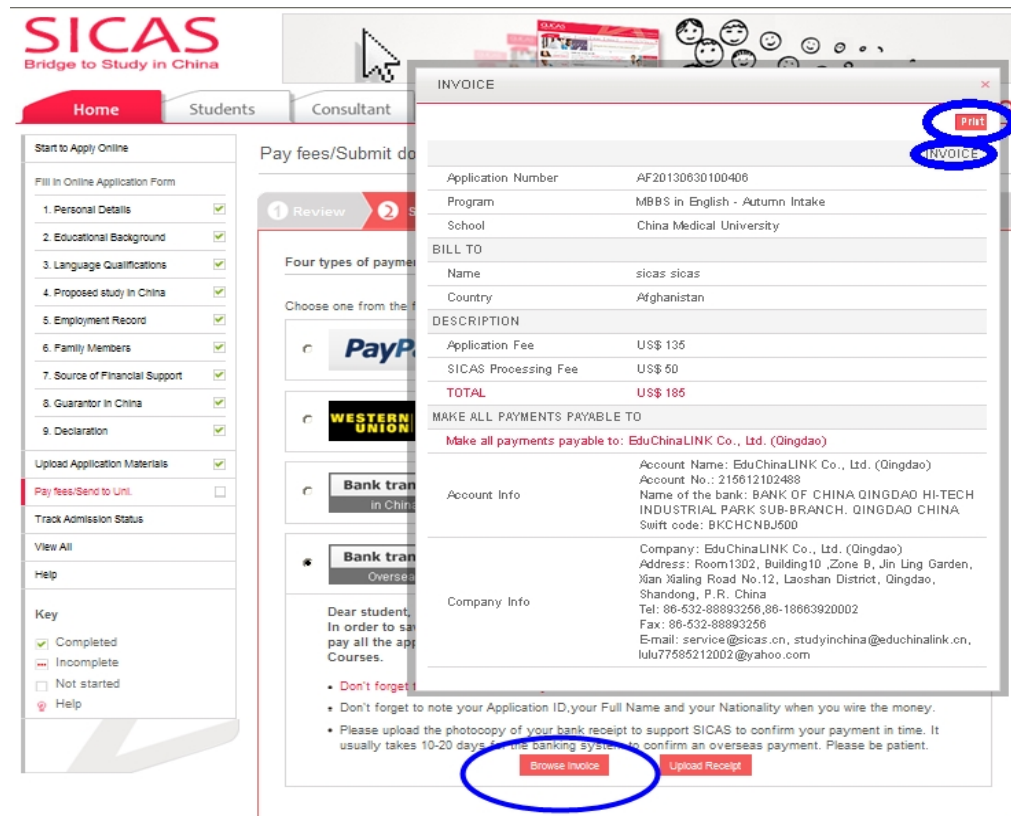 SICAS
Bridge to Study in China
Home
Students
Consultant
Start to Apply Online
Fill in Online Application Form
1. Personal Details
2. Educational Background
3. Language Qualifications
4. Proposed study in China
5. Employment Record
6. Family Members
7. Source of Financial Support
8. Guarantor in China
9. Declaration
Upload Application Materials
Pay fees/Send to Uni.
Track Admission Status
View All
Help
Key
Completed
Incomplete
Not started
Help
Pay fees/Submit do
1 Review
2 S
Four types of payme
Choose one from the f
PayP
WESTERN
UNION
Bank tran
in China
Bank tran
Oversea
Dear student,
In order to sa
pay all the app
Courses.
Don't forget
Don't forget to note your Application ID,your Full Name and your Nationality when you wire the money.
Please upload the photocopy of your bank receipt to support SICAS to confirm your payment in time. It
usually takes 10-20 days for the banking system to confirm an overseas payment. Please be patient.
Browse Invoice
Upload Receipt
INVOICE
×
Print
INVOICE
Application Number AF20130630100406
Program MBBS in English - Autumn Intake
School China Medical University
BILL TO
Name sicas sicas
Country Afghanistan
DESCRIPTION
Application Fee US$ 135
SICAS Processing Fee US$ 50
TOTAL US$ 185
MAKE ALL PAYMENTS PAYABLE TO
Make all payments payable to: EduChinaLINK Co., Ltd. (Qingdao)
Account Info
Account Name: EduChinaLINK Co., Ltd. (Qingdao)
Account No.: 215612102488
Name of the bank: BANK OF CHINA QINGDAO HI-TECH
INDUSTRIAL PARK SUB-BRANCH. QINGDAO CHINA
Swift code: BKCHCNBJ500
Company Info
Company: EduChinaLINK Co., Ltd. (Qingdao)
Address: Room1302, Building10 ,Zone B, Jin Ling Garden,
Xian Xialing Road No.12, Laoshan District, Qingdao,
Shandong, P.R. China
Tel: 86-532-88893256,86-18663920002
Fax: 86-532-88893256
E-mail: service@sicas.cn, studyinchina@educhinalink.cn,
lulu77585212002@yahoo.com